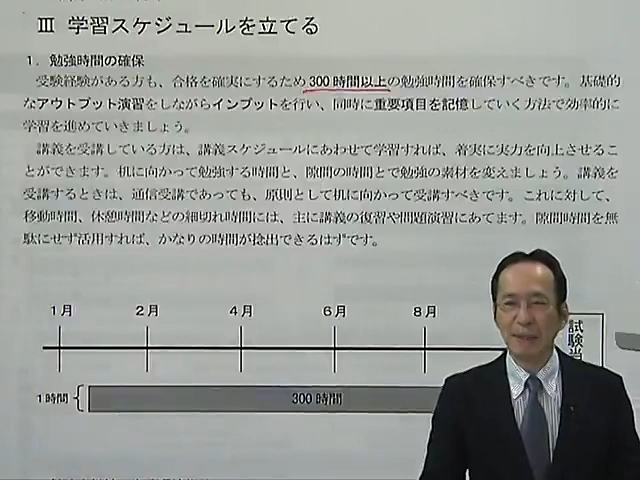 Ⅲ 学習スケジュールを立てる
1．勉強時間の確保
受験経験がある方も、合格を確実にするため300時間以上の勉強時間を確保すべきです。基礎的
なアウトプット演習をしながらインプットを行い、同時に重要項目を記憶していく方法で効率的に
学習を進めていきましょう。
講義を受講している方は、講義スケジュールにあわせて学習すれば、着実に実力を向上させるこ
とができます。机に向かって勉強する時間と、隙間の時間とで勉強の素材を変えましょう。講義を
受講するときは、通信受講であっても、原則として机に向かって受講すべきです。これに対して、
移動時間、休憩時間などの細切れ時間には、主に講義の復習や問題演習にあてます。隙間時間を無
駄にせず活用すれば、かなりの時間が捻出できるはずです。
1月 2月 4月 6月 8月
試験当
1時間 300時間